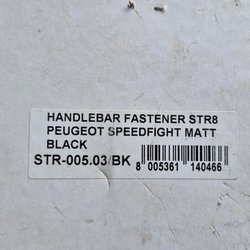 HANDLEBAR FASTENER STR8
PEUGEOT SPEEDFIGHT MATT
BLACK
STR-005.03/BK
8 005361 140466